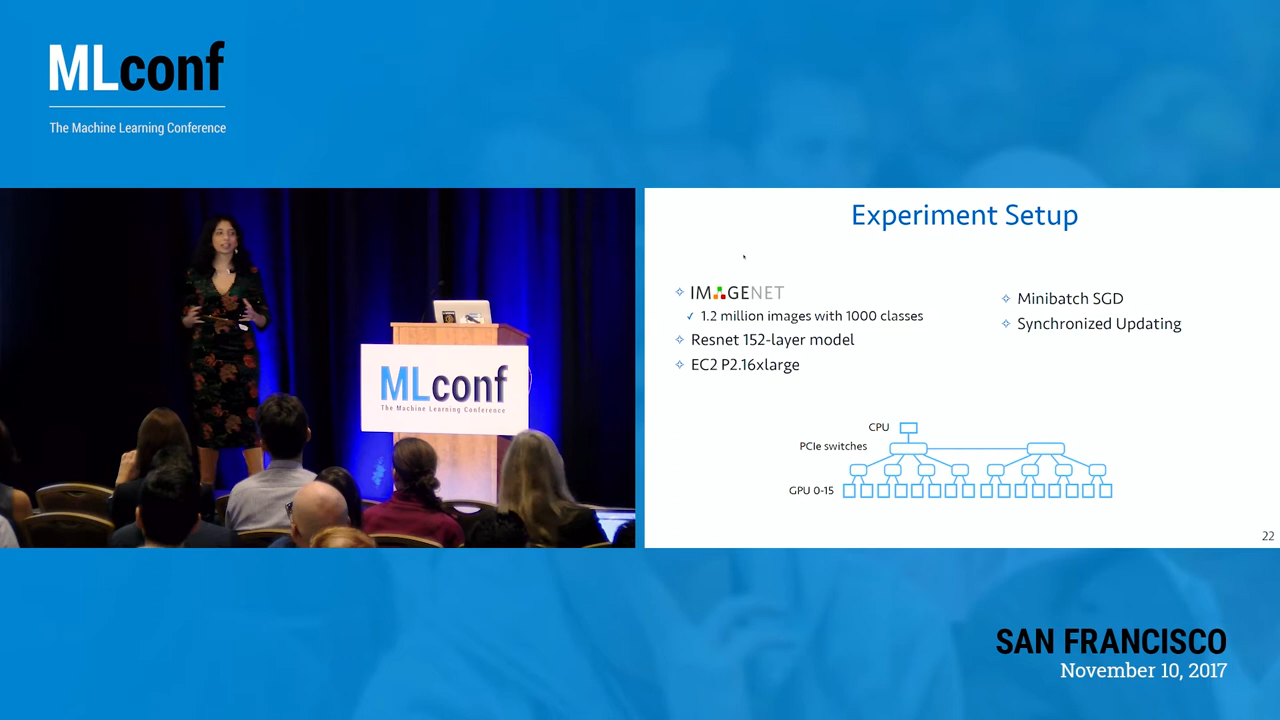 MLconf
The Machine Learning Conference
MLconf
The Machine Learning Conference
Experiment Setup
IMAGENET
1.2 million images with 1000 classes
Resnet 152-layer model
EC2 P2.16xlarge
Minibatch SGD
Synchronized Updating
CPU
PCIe switches
GPU 0-15
22
SAN FRANCISCO
November 10, 2017